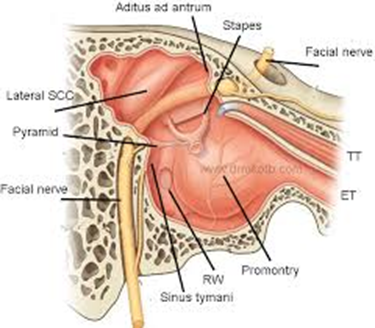 Aditus ad antrum
Stapes
Facial nerve
Lateral SCC
Pyramid
Facial nerve
TT
ET
RW
Promontry
Sinus tymani